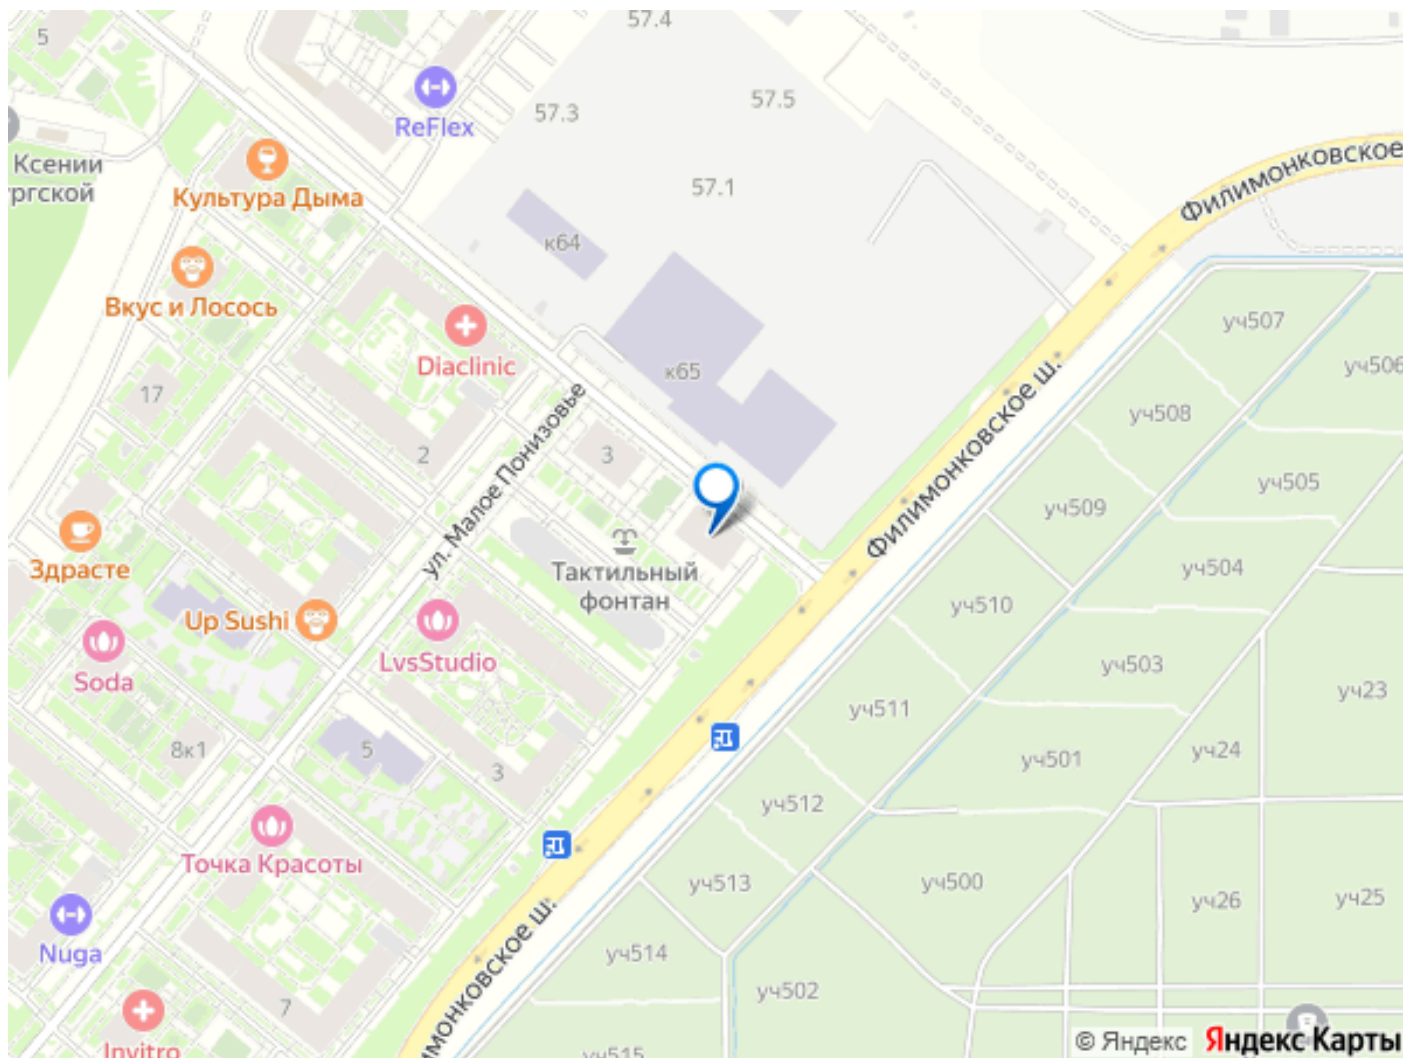 57.4
5
57.5
57.3
ReFlex
Ксении
ргской
Культура Дыма
57.1
Филимонковское
к64
Вкус и Лосось
Diaclinic
к65
уч507
уч506
17
уч508
2
3
ул. Малое Понизовье
Филимонковское ш.
уч505
уч509
Здрасте
Тактильный
фонтан
уч504
уч510
Up Sushi
LvsStudio
Soda
уч503
уч23
уч511
8к1
5
3
уч501
уч24
уч512
Точка Красоты
уч513
уч500
уч26
уч25
Nuga
уч514
имонковское ш.
уч502
7
Invitro
уч515
© Яндекс Яндекс Карты